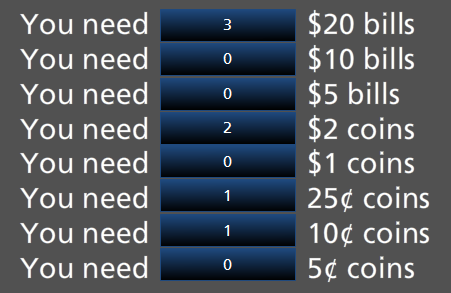 You need 3 $20 bills
You need 0 $10 bills
You need 0 $5 bills
You need 2 $2 coins
You need 0 $1 coins
You need 1 25¢ coins
You need 1 10¢ coins
You need 0 5¢ coins